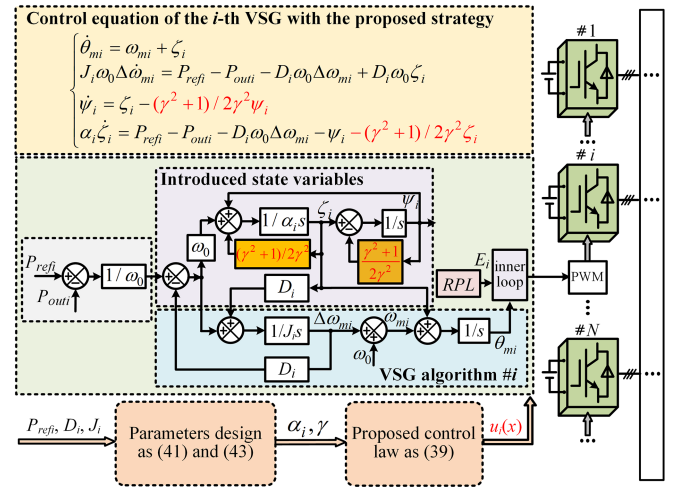 Control equation of the i-th VSG with the proposed strategy
θ̇mi = ωmi + ζi
Jiω0Δω̇mi = Prefi − Pouti − Diω0Δωmi + Diω0ζi
ψ̇i = ζi − (γ² + 1) / 2γ²ψi
αiζ̇i = Prefi − Pouti − Diω0Δωmi − ψi − (γ² + 1) / 2γ²ζi
#1
Introduced state variables
ψi
ω0
1/αis
ζi
1/s
#i
(γ²+1)/2γ²
γ²+1
2γ²
Prefi
Pouti
1/ω0
Di
RPL
Ei
inner
loop
PWM
1/Jis
Δωmi
ωmi
1/s
θmi
Di
ω0
VSG algorithm #i
#N
Prefi, Di, Ji
Parameters design
as (41) and (43)
αi, γ
Proposed control
law as (39)
ui(x)